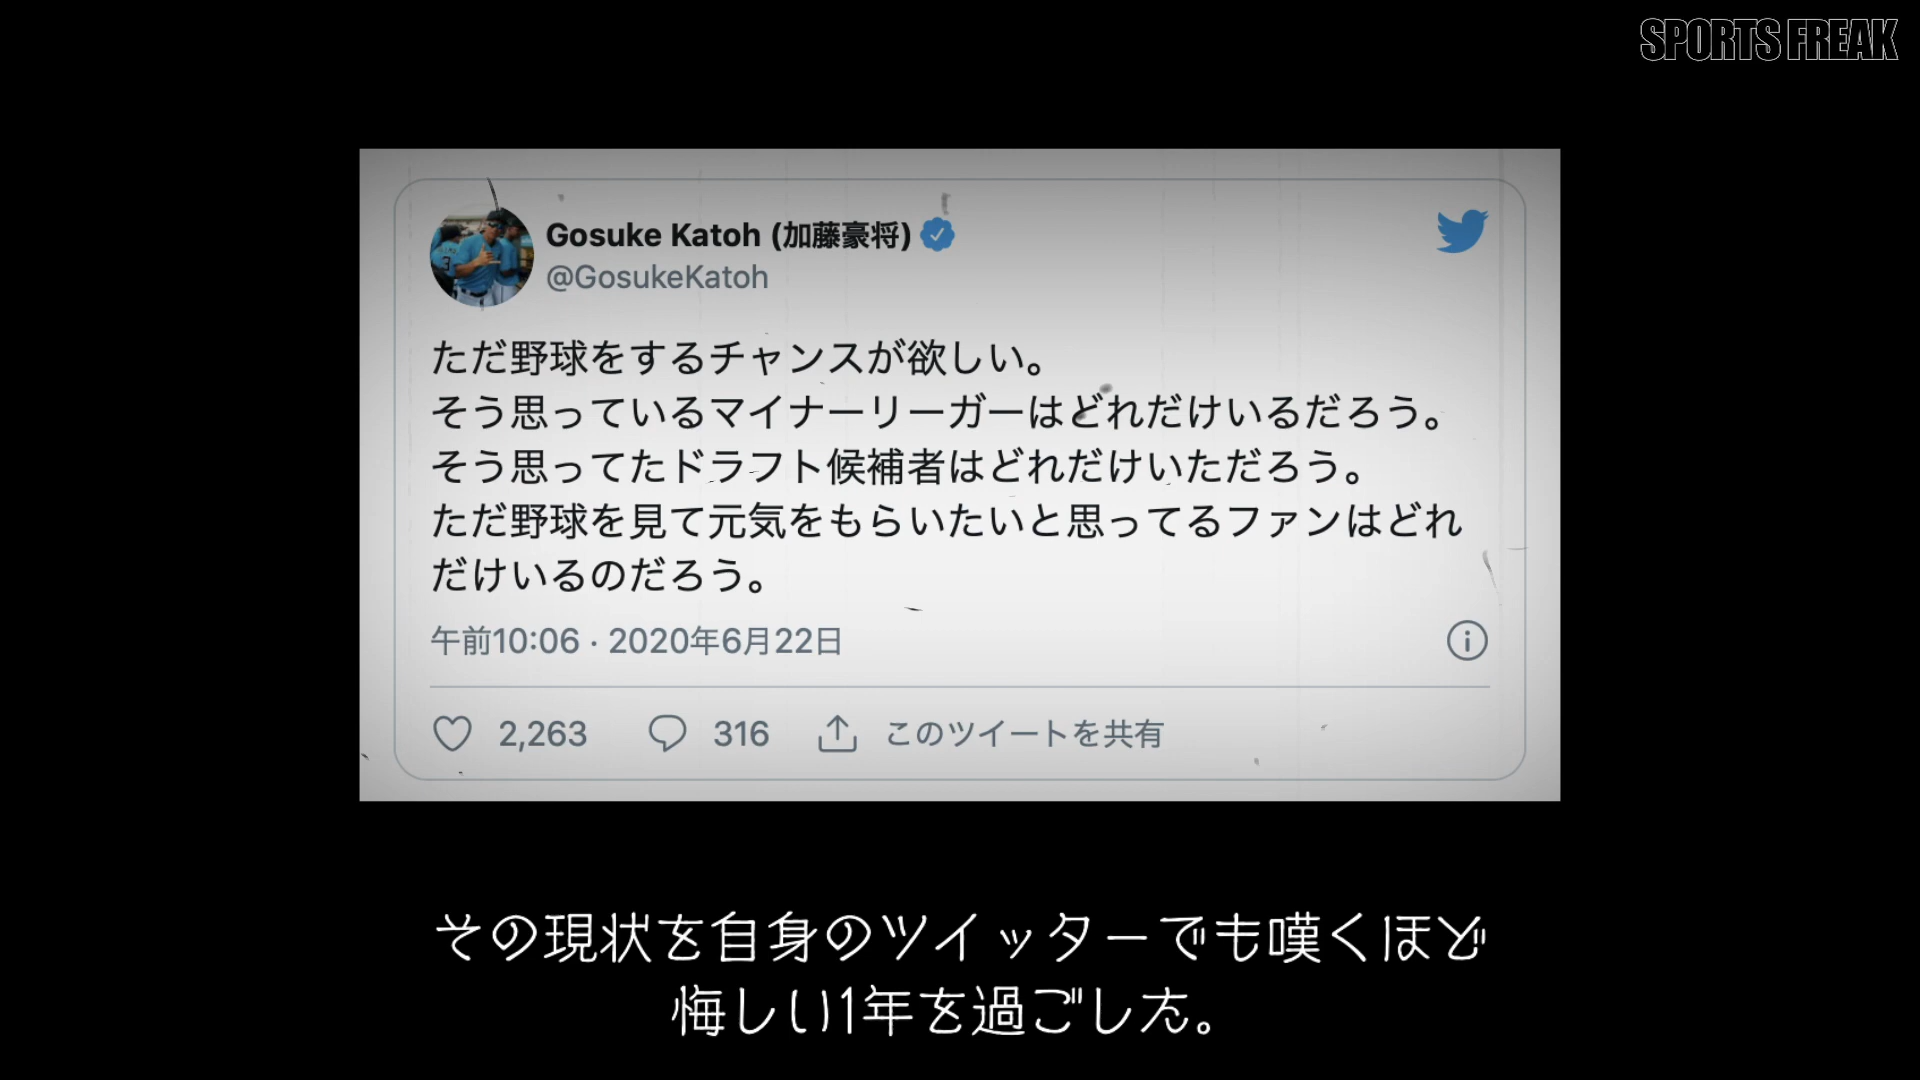 SPORTS FREAK
Gosuke Katoh (加藤豪将)
@GosukeKatoh
ただ野球をするチャンスが欲しい。
そう思っているマイナーリーガーはどれだけいるだろう。
そう思ってたドラフト候補者はどれだけいただろう。
ただ野球を見て元気をもらいたいと思ってるファンはどれ
だけいるのだろう。
午前10:06 · 2020年6月22日
2,263 316 このツイートを共有
その現状を自身のツイッターでも嘆くほど
悔しい1年を過ごした。